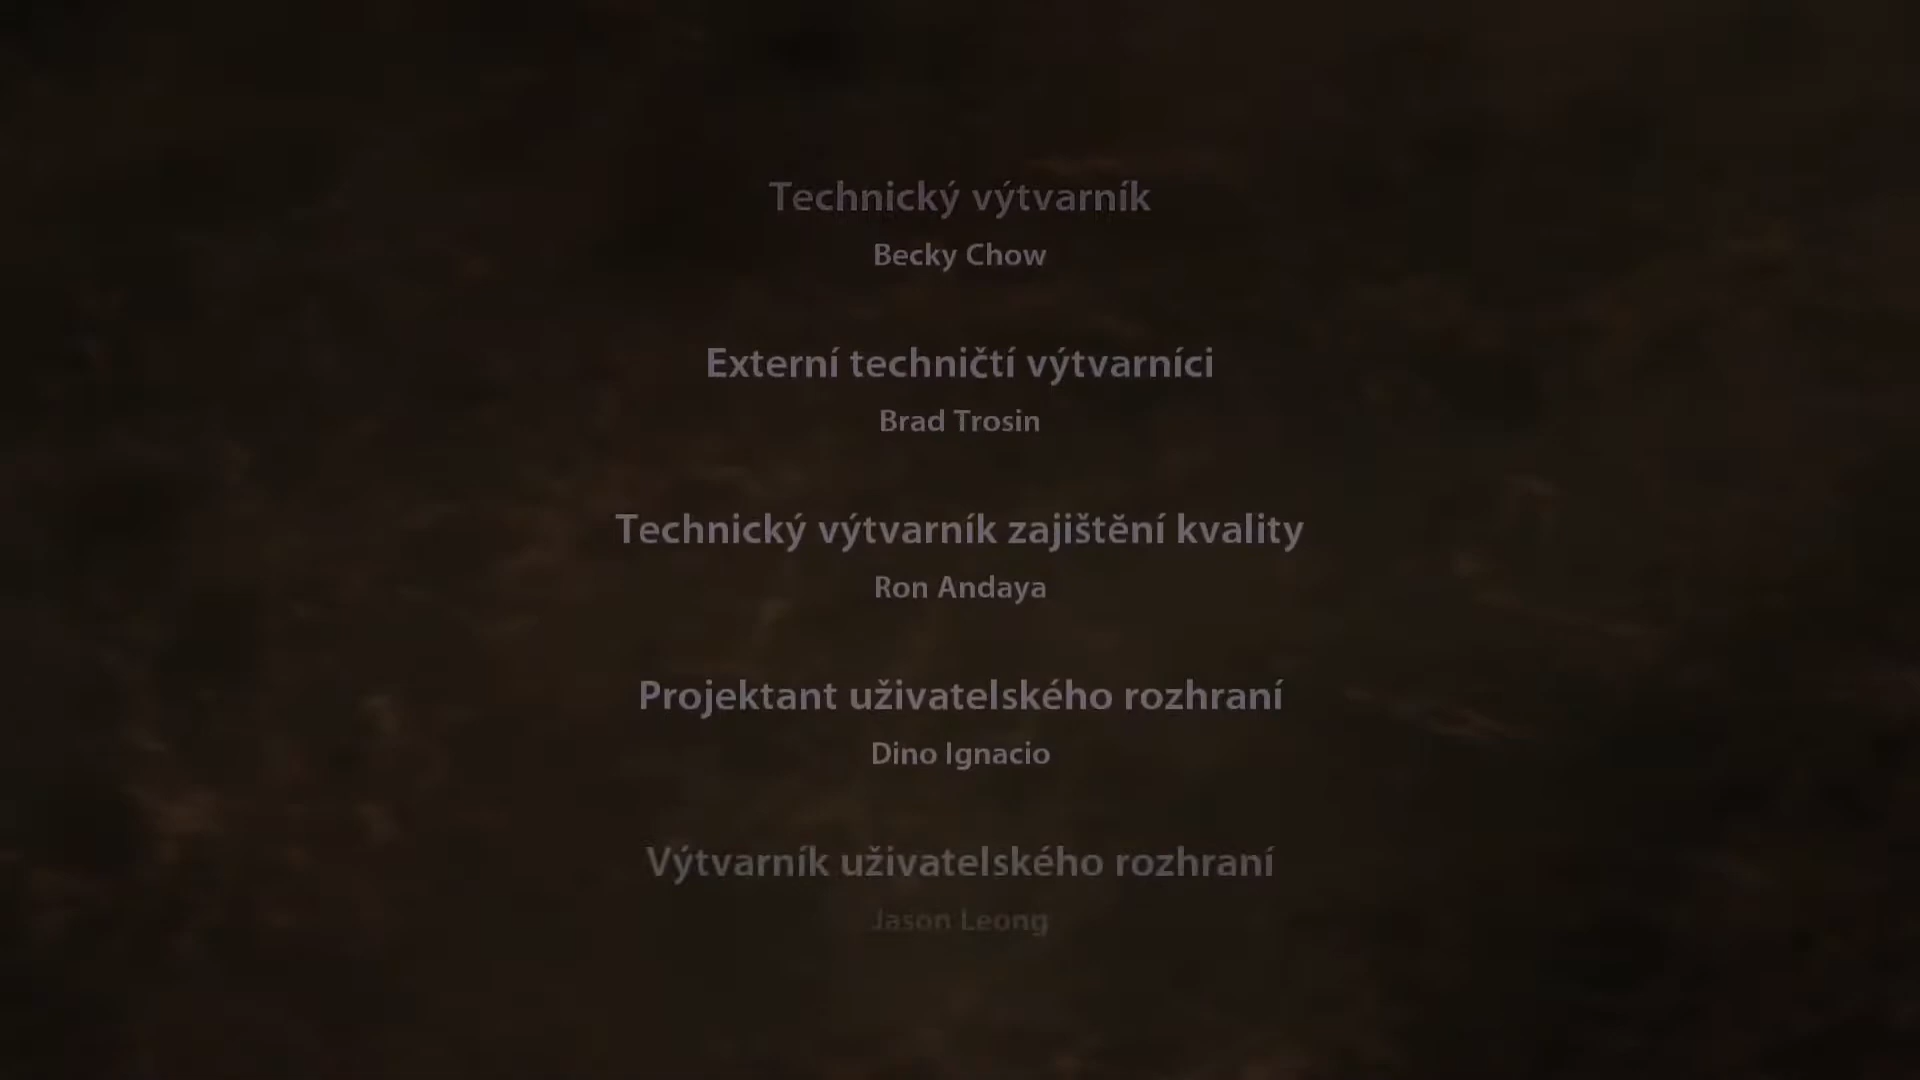 Technický výtvarník
Becky Chow
Externí techničtí výtvarníci
Brad Trosin
Technický výtvarník zajištění kvality
Ron Andaya
Projektant uživatelského rozhraní
Dino Ignacio
Výtvarník uživatelského rozhraní
Jason Leong